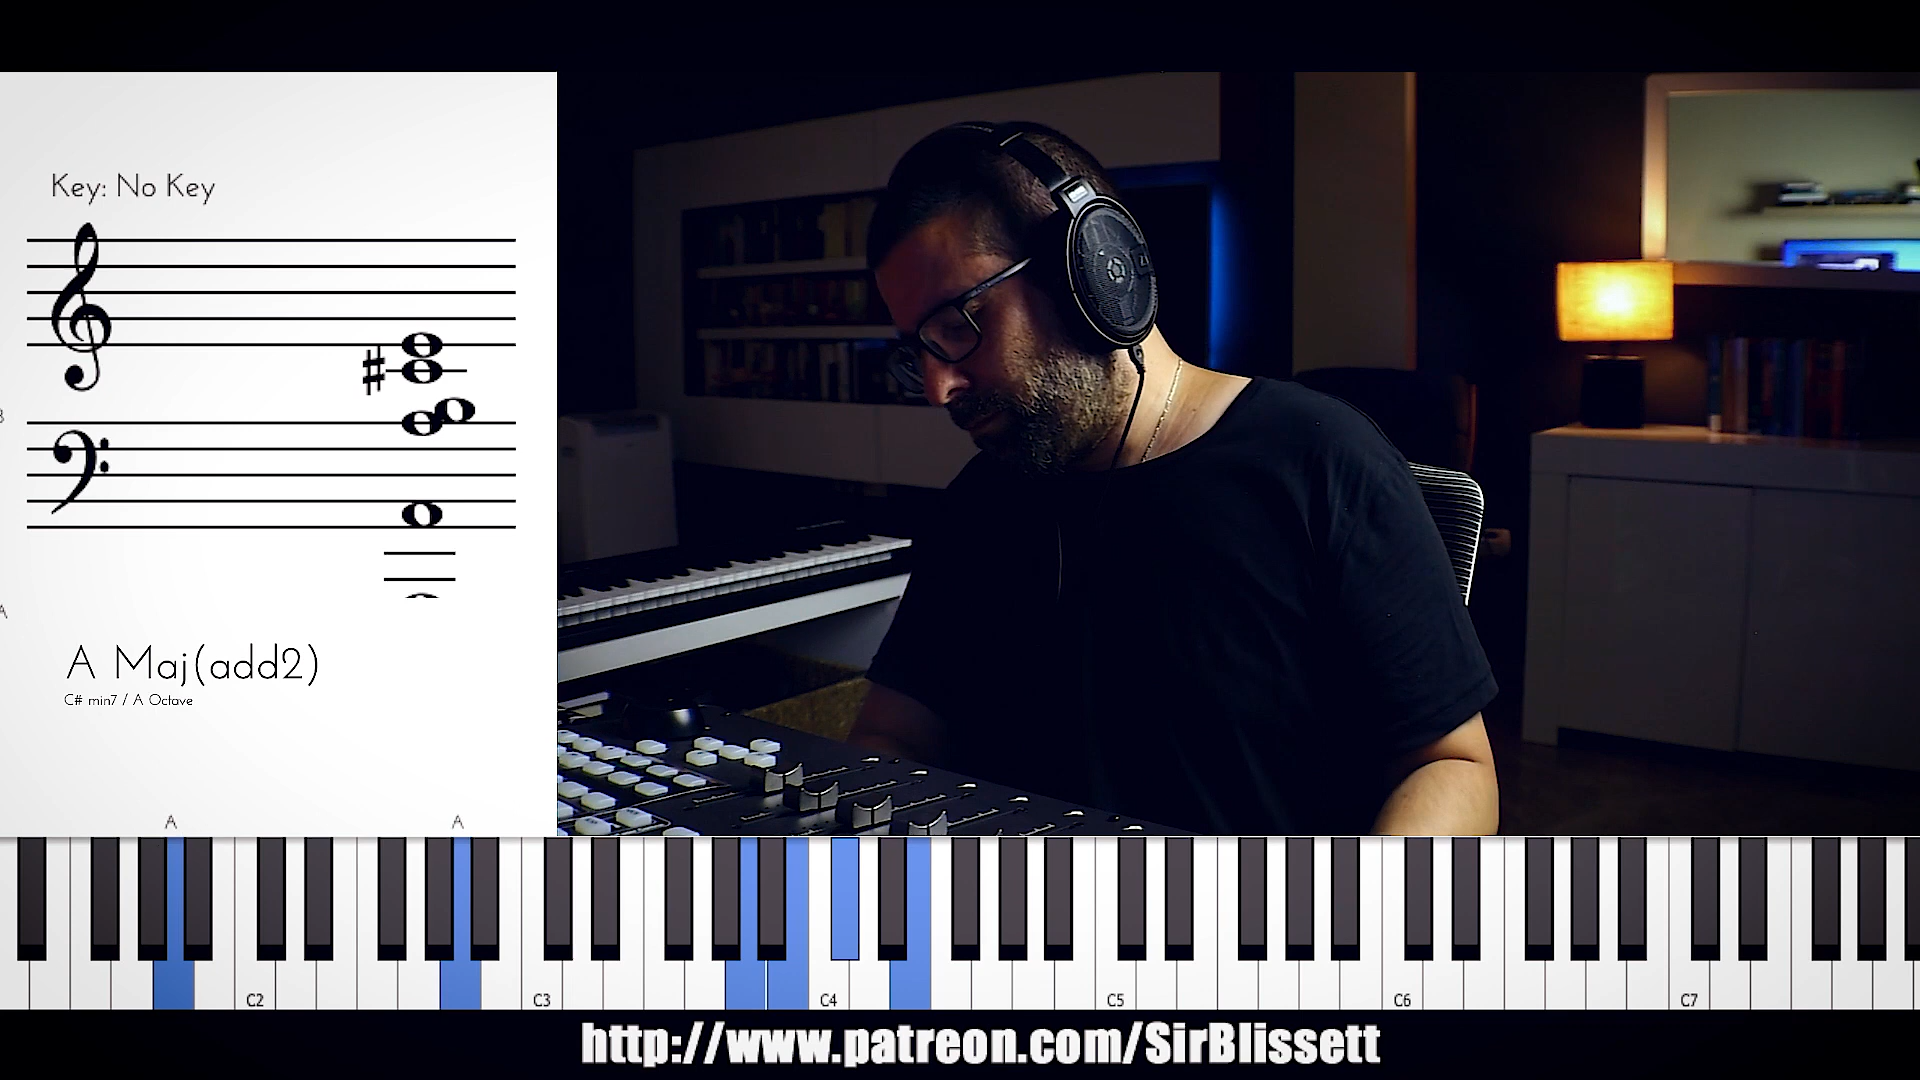 Key: No Key
B
A
A Maj(add2)
C# min7 / A Octave
A A
C2 C3 C4 C5 C6 C7
http://www.patreon.com/SirBlissett